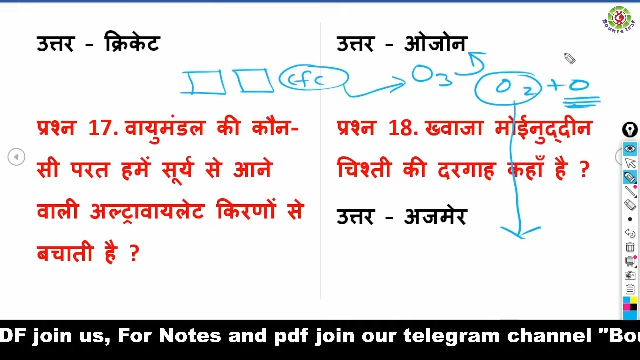 उत्तर - क्रिकेट
प्रश्न 17. वायुमंडल की कौन-
सी परत हमें सूर्य से आने
वाली अल्ट्रावायलेट किरणों से
बचाती है ?
उत्तर - ओजोन
cfc O3 O2 + O
प्रश्न 18. ख्वाजा मोईनुद्दीन
चिश्ती की दरगाह कहाँ है ?
उत्तर - अजमेर
DF join us, For Notes and pdf join our telegram channel "Bo